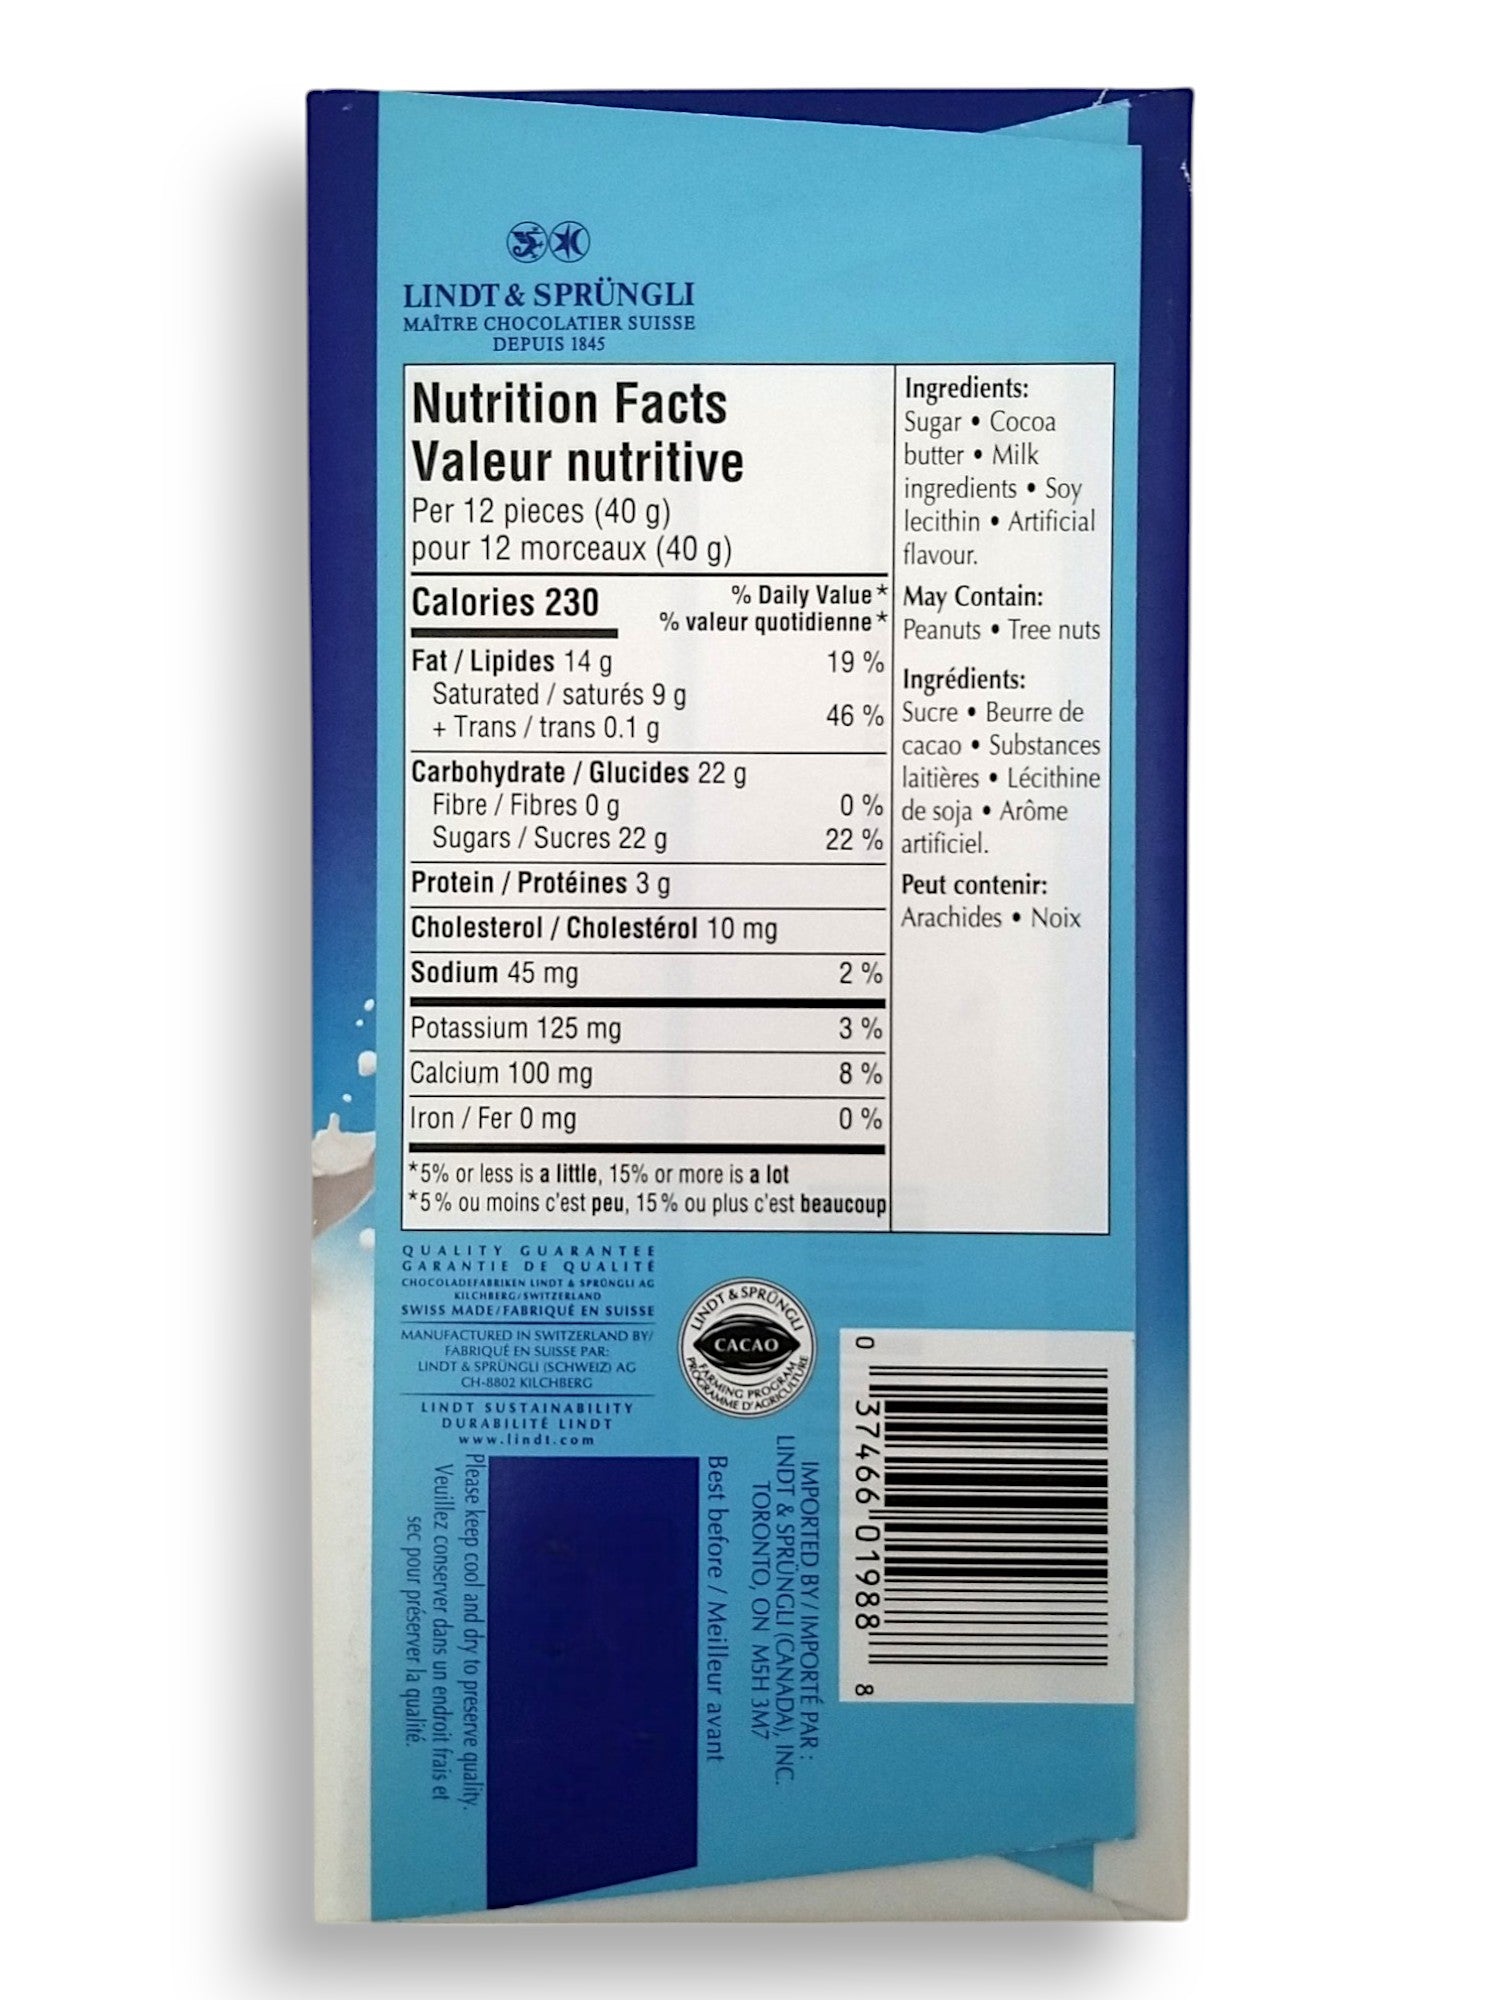 LINDT & SPRÜNGLI
MAÎTRE CHOCOLATIER SUISSE
DEPUIS 1845
Nutrition Facts
Valeur nutritive
Per 12 pieces (40 g)
pour 12 morceaux (40 g)
Calories 230
% Daily Value*
% valeur quotidienne*
Fat / Lipides 14 g 19 %
Saturated / saturés 9 g
+ Trans / trans 0.1 g 46 %
Carbohydrate / Glucides 22 g
Fibre / Fibres 0 g 0 %
Sugars / Sucres 22 g 22 %
Protein / Protéines 3 g
Cholesterol / Cholestérol 10 mg
Sodium 45 mg 2 %
Potassium 125 mg 3 %
Calcium 100 mg 8 %
Iron / Fer 0 mg 0 %
*5% or less is a little, 15% or more is a lot
*5% ou moins c'est peu, 15% ou plus c'est beaucoup
Ingredients:
Sugar • Cocoa
butter • Milk
ingredients • Soy
lecithin • Artificial
flavour.
May Contain:
Peanuts • Tree nuts
Ingrédients:
Sucre • Beurre de
cacao • Substances
laitières • Lécithine
de soja • Arôme
artificiel.
Peut contenir:
Arachides • Noix
QUALITY GUARANTEE
GARANTIE DE QUALITÉ
CHOCOLADEFABRIKEN LINDT & SPRÜNGLI AG
KILCHBERG/SWITZERLAND
SWISS MADE/FABRIQUÉ EN SUISSE
MANUFACTURED IN SWITZERLAND BY/
FABRIQUÉ EN SUISSE PAR:
LINDT & SPRÜNGLI (SCHWEIZ) AG
CH-8802 KILCHBERG
LINDT SUSTAINABILITY
DURABILITÉ LINDT
www.lindt.com
LINDT & SPRÜNGLI
CACAO
FARMING PROGRAM
PROGRAMME D'AGRICULTURE
0 37466 01988 8
IMPORTED BY/IMPORTÉ PAR :
LINDT & SPRÜNGLI (CANADA), INC.
TORONTO, ON M5H 3M7
Best before / Meilleur avant
Please keep cool and dry to preserve quality.
Veuillez conserver dans un endroit frais et
sec pour préserver la qualité.